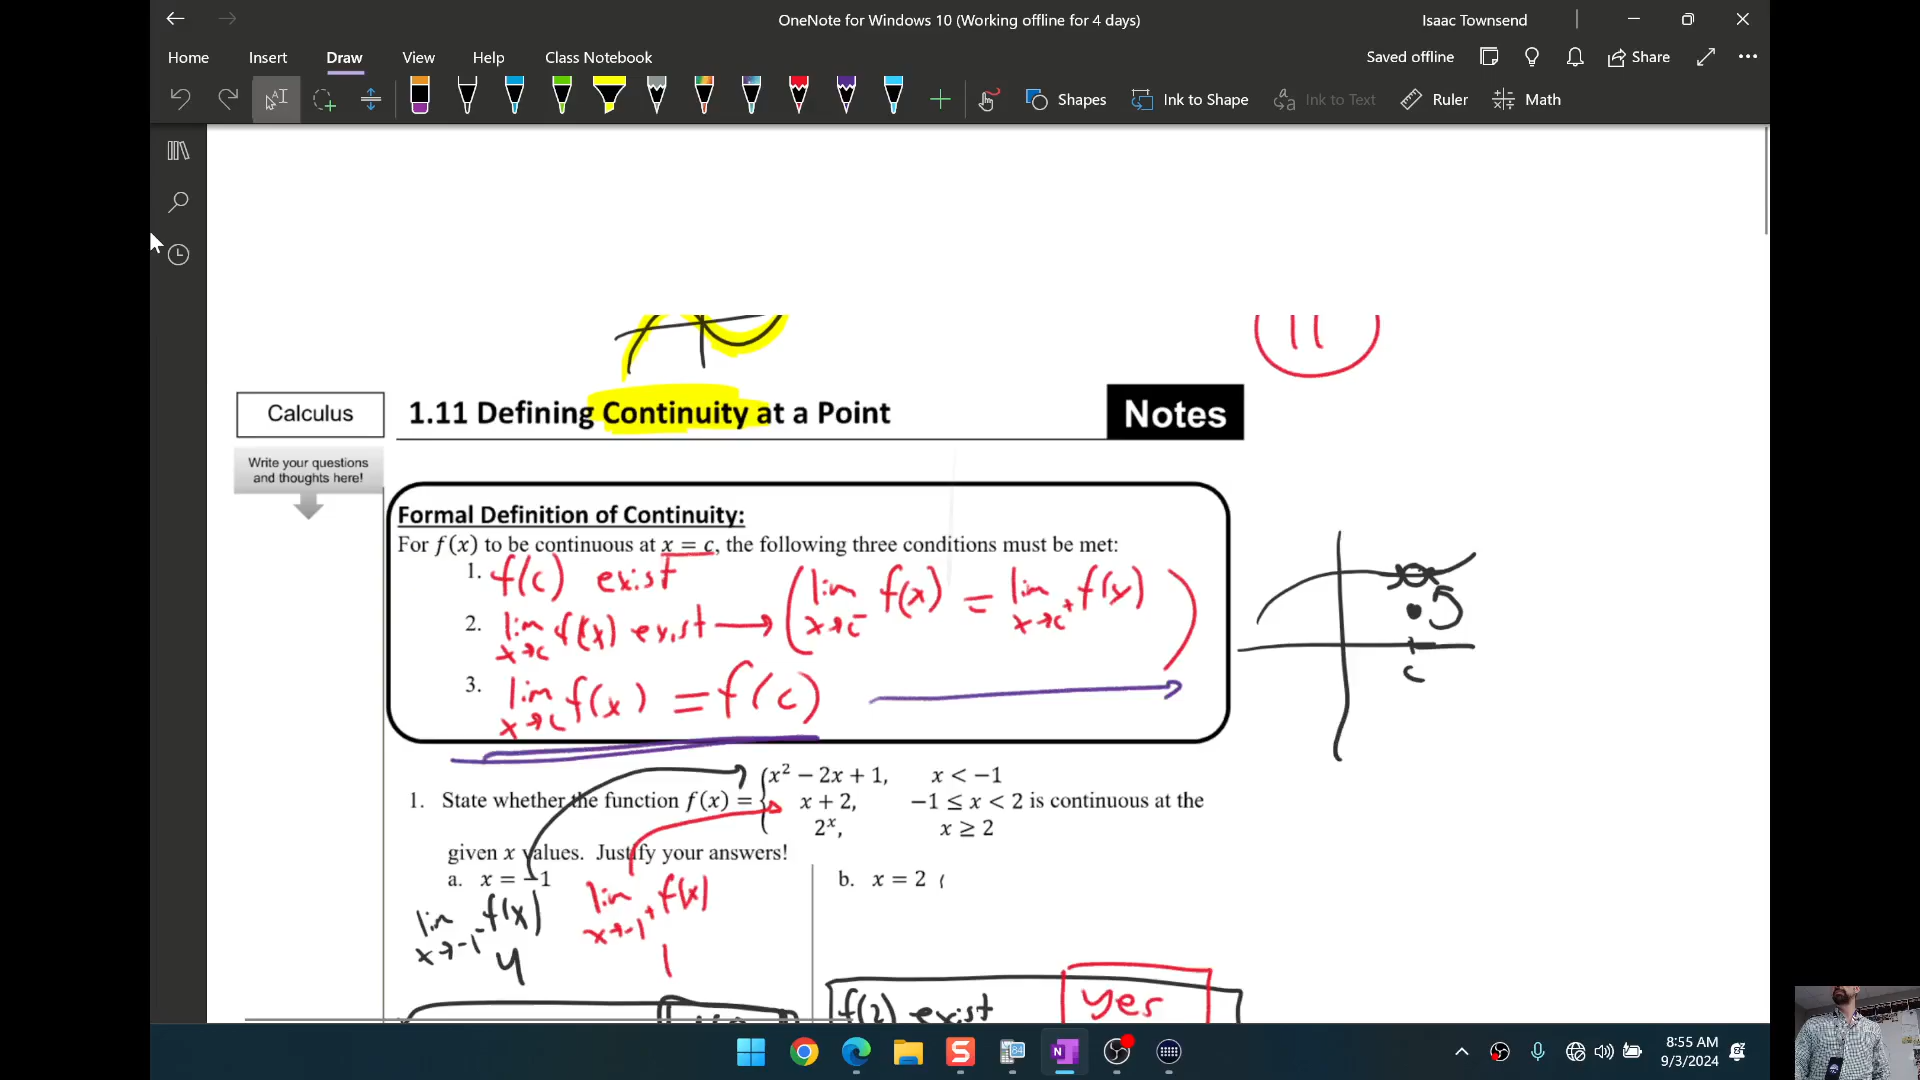 OneNote for Windows 10 (Working offline for 4 days)
Isaac Townsend
Home Insert Draw View Help Class Notebook
Saved offline Share
Shapes Ink to Shape Ink to Text Ruler Math
11
Calculus
1.11 Defining Continuity at a Point
Notes
Write your questions
and thoughts here!
Formal Definition of Continuity:
For f(x) to be continuous at x = c, the following three conditions must be met:
1. f(c) exist
2. lim x→c f(x) exist → (lim x→c⁻ f(x) = lim x→c⁺ f(x))
3. lim x→c f(x) = f(c)
5
c
1. State whether the function f(x) = { x² − 2x + 1, x < −1
x + 2, −1 ≤ x < 2 is continuous at the
2ˣ, x ≥ 2
given x values. Justify your answers!
a. x = −1
b. x = 2
lim x→-1⁻ f(x)
4
lim x→-1⁺ f(x)
1
f(2) exist
yes
8:55 AM
9/3/2024